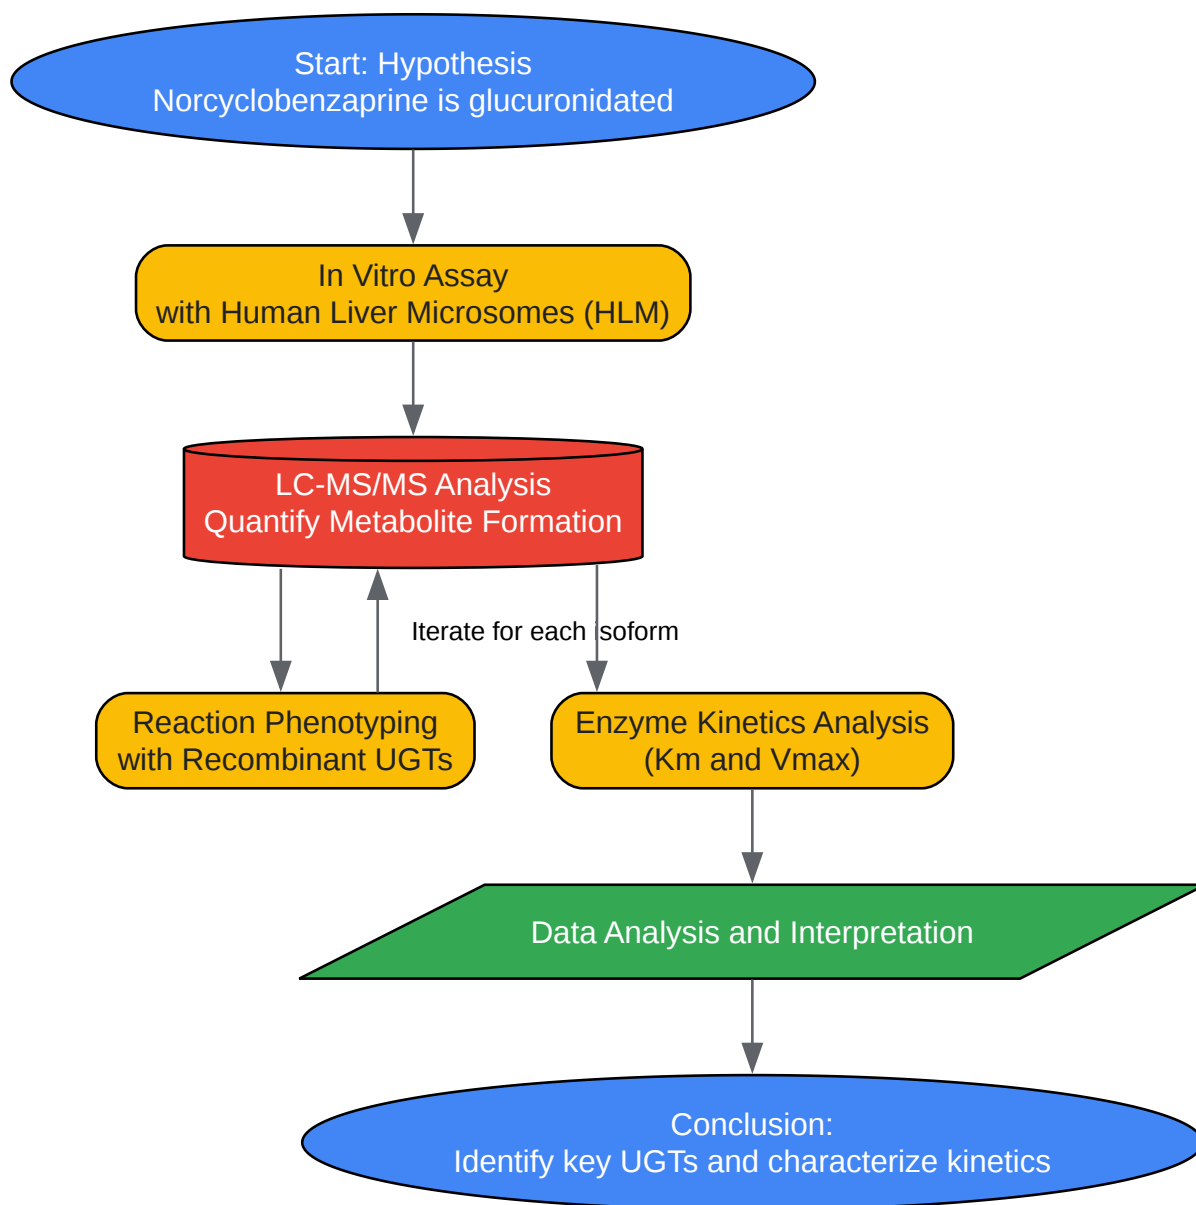 Start: Hypothesis
Norcyclobenzaprine is glucuronidated
In Vitro Assay
with Human Liver Microsomes (HLM)
LC-MS/MS Analysis
Quantify Metabolite Formation
Iterate for each isoform
Reaction Phenotyping
with Recombinant UGTs
Enzyme Kinetics Analysis
(Km and Vmax)
Data Analysis and Interpretation
Conclusion:
Identify key UGTs and characterize kinetics